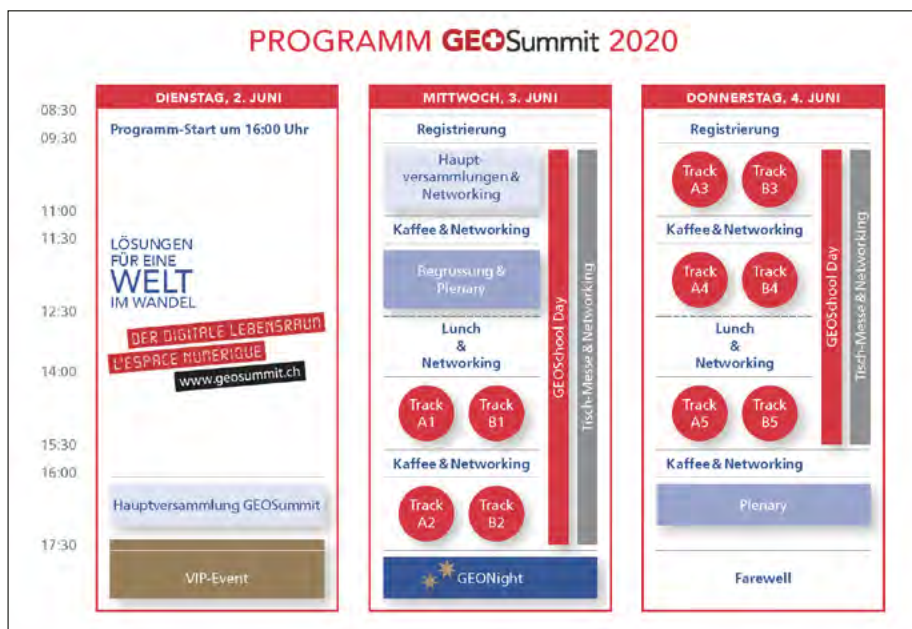 PROGRAMM GEOSummit 2020
08:30
09:30
11:00
11:30
12:30
14:00
15:30
16:00
17:30
DIENSTAG, 2. JUNI
Programm-Start um 16:00 Uhr
LÖSUNGEN
FÜR EINE
WELT
IM WANDEL
DER DIGITALE LEBENSRAUM
L'ESPACE NUMERIQUE
www.geosummit.ch
Hauptversammlung GEOSummit
VIP-Event
MITTWOCH, 3. JUNI
Registrierung
Haupt-
versammlungen &
Networking
Kaffee & Networking
Begrussung &
Plenary
Lunch
&
Networking
Track
A1
Track
B1
Kaffee & Networking
Track
A2
Track
B2
GEONight
GEOSchool Day
Tisch-Messe & Networking
DONNERSTAG, 4. JUNI
Registrierung
Track
A3
Track
B3
Kaffee & Networking
Track
A4
Track
B4
Lunch
&
Networking
Track
A5
Track
B5
Kaffee & Networking
Plenary
Farewell
GEOSchool Day
Tisch-Messe & Networking